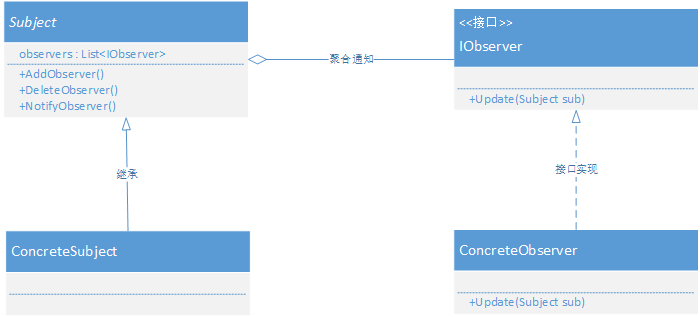 Subject
observers : List<IObserver>
+AddObserver()
+DeleteObserver()
+NotifyObserver()
聚合通知
<<接口>>
IObserver
+Update(Subject sub)
继承
接口实现
ConcreteSubject
ConcreteObserver
+Update(Subject sub)